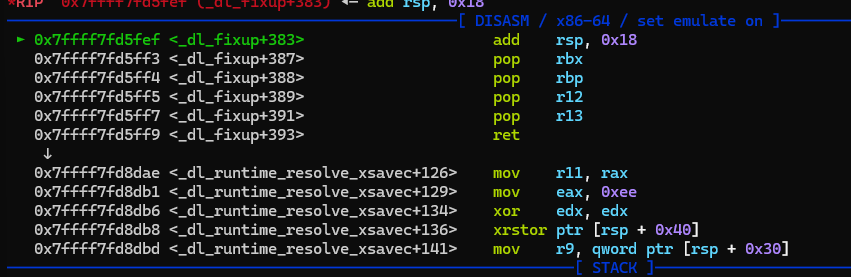 *RIP  0x7ffff7fd5fef (_dl_fixup+383) ◂— add rsp, 0x18
[ DISASM / x86-64 / set emulate on ]
► 0x7ffff7fd5fef <_dl_fixup+383>    add    rsp, 0x18
0x7ffff7fd5ff3 <_dl_fixup+387>    pop    rbx
0x7ffff7fd5ff4 <_dl_fixup+388>    pop    rbp
0x7ffff7fd5ff5 <_dl_fixup+389>    pop    r12
0x7ffff7fd5ff7 <_dl_fixup+391>    pop    r13
0x7ffff7fd5ff9 <_dl_fixup+393>    ret
↓
0x7ffff7fd8dae <_dl_runtime_resolve_xsavec+126>    mov    r11, rax
0x7ffff7fd8db1 <_dl_runtime_resolve_xsavec+129>    mov    eax, 0xee
0x7ffff7fd8db6 <_dl_runtime_resolve_xsavec+134>    xor    edx, edx
0x7ffff7fd8db8 <_dl_runtime_resolve_xsavec+136>    xrstor ptr [rsp + 0x40]
0x7ffff7fd8dbd <_dl_runtime_resolve_xsavec+141>    mov    r9, qword ptr [rsp + 0x30]
[ STACK ]